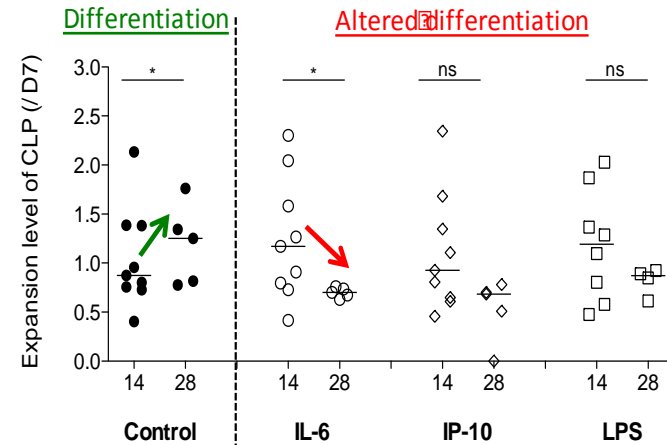 Differentiation Altered differentiation
Expansion level of CLP (/ D7)
3.0
2.5
2.0
1.5
1.0
0.5
0.0
* * ns ns
14 28 14 28 14 28 14 28
Control IL-6 IP-10 LPS